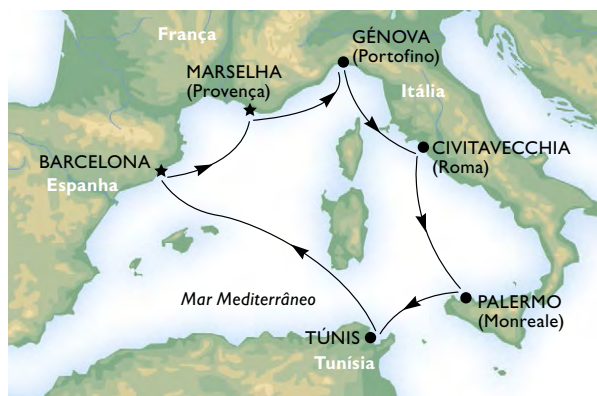 França
GÉNOVA
(Portofino)
MARSELHA
(Provença)
Itália
BARCELONA
Espanha
CIVITAVECCHIA
(Roma)
Mar Mediterrâneo
PALERMO
(Monreale)
TÚNIS
Tunísia